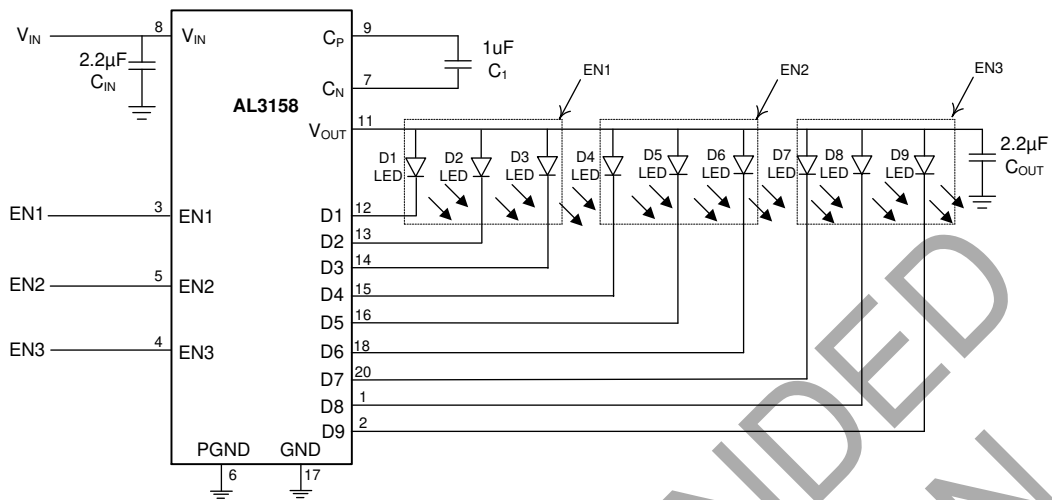 V_IN
8
V_IN
2.2µF
C_IN
AL3158
C_P
9
1uF
C_1
C_N
7
V_OUT
11
EN1
EN2
EN3
D1
LED
D2
LED
D3
LED
D4
LED
D5
LED
D6
LED
D7
LED
D8
LED
D9
LED
2.2µF
C_OUT
EN1
3
EN1
EN2
5
EN2
EN3
4
EN3
D1
12
D2
13
D3
14
D4
15
D5
16
D6
18
D7
20
D8
1
D9
2
PGND
6
GND
17